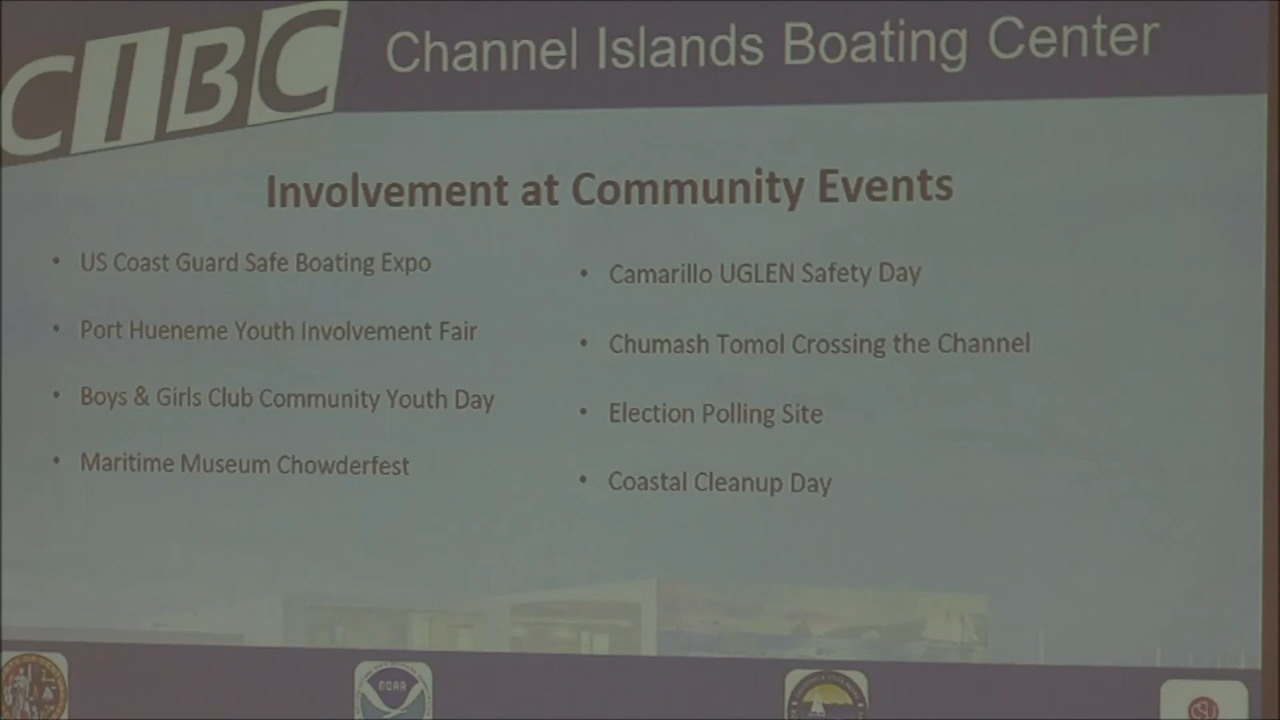 CIBC
Channel Islands Boating Center
Involvement at Community Events
• US Coast Guard Safe Boating Expo
• Port Hueneme Youth Involvement Fair
• Boys & Girls Club Community Youth Day
• Maritime Museum Chowderfest
• Camarillo UGLEN Safety Day
• Chumash Tomol Crossing the Channel
• Election Polling Site
• Coastal Cleanup Day
NOAA
CSU